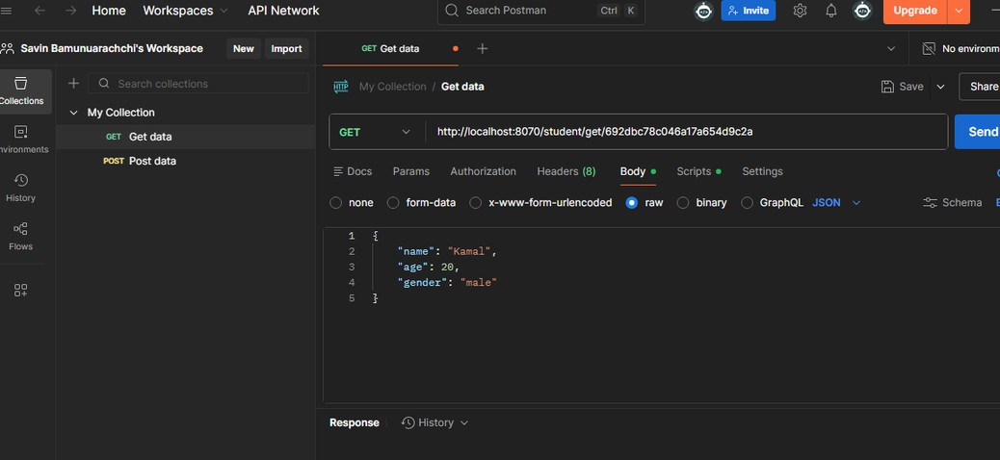 Home Workspaces API Network Search Postman Ctrl K Invite Upgrade
Savin Bamunuarachchi's Workspace New Import GET Get data No environm
Collections
Search collections
My Collection / Get data Save Share
My Collection
GET Get data
POST Post data
nvironments
History
Flows
GET http://localhost:8070/student/get/692dbc78c046a17a654d9c2a Send
Docs Params Authorization Headers (8) Body Scripts Settings
none form-data x-www-form-urlencoded raw binary GraphQL JSON Schema
1 {
2 "name": "Kamal",
3 "age": 20,
4 "gender": "male"
5 }
Response History